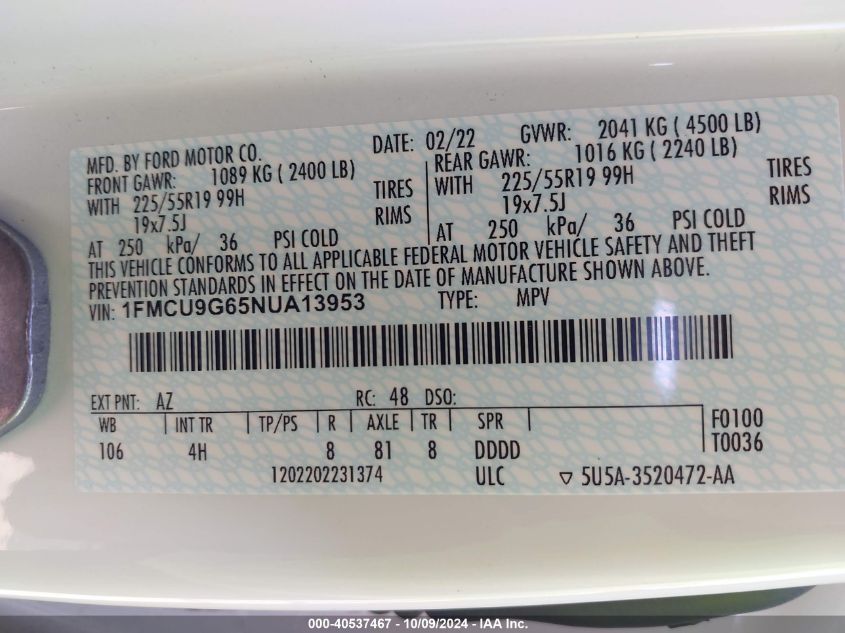 MFD. BY FORD MOTOR CO. DATE: 02/22 GVWR: 2041 KG ( 4500 LB)
FRONT GAWR: 1089 KG ( 2400 LB) REAR GAWR: 1016 KG ( 2240 LB)
WITH 225/55R19 99H TIRES WITH 225/55R19 99H TIRES
19x7.5J RIMS 19x7.5J RIMS
AT 250 kPa/ 36 PSI COLD AT 250 kPa/ 36 PSI COLD
THIS VEHICLE CONFORMS TO ALL APPLICABLE FEDERAL MOTOR VEHICLE SAFETY AND THEFT
PREVENTION STANDARDS IN EFFECT ON THE DATE OF MANUFACTURE SHOWN ABOVE.
VIN: 1FMCU9G65NUA13953 TYPE: MPV
EXT PNT: AZ RC: 48 DSO:
WB INT TR TP/PS R AXLE TR SPR F0100
106 4H 8 81 8 DDDD T0036
1202202231374 ULC ▽ 5U5A-3520472-AA
000-40537467 - 10/09/2024 - IAA Inc.